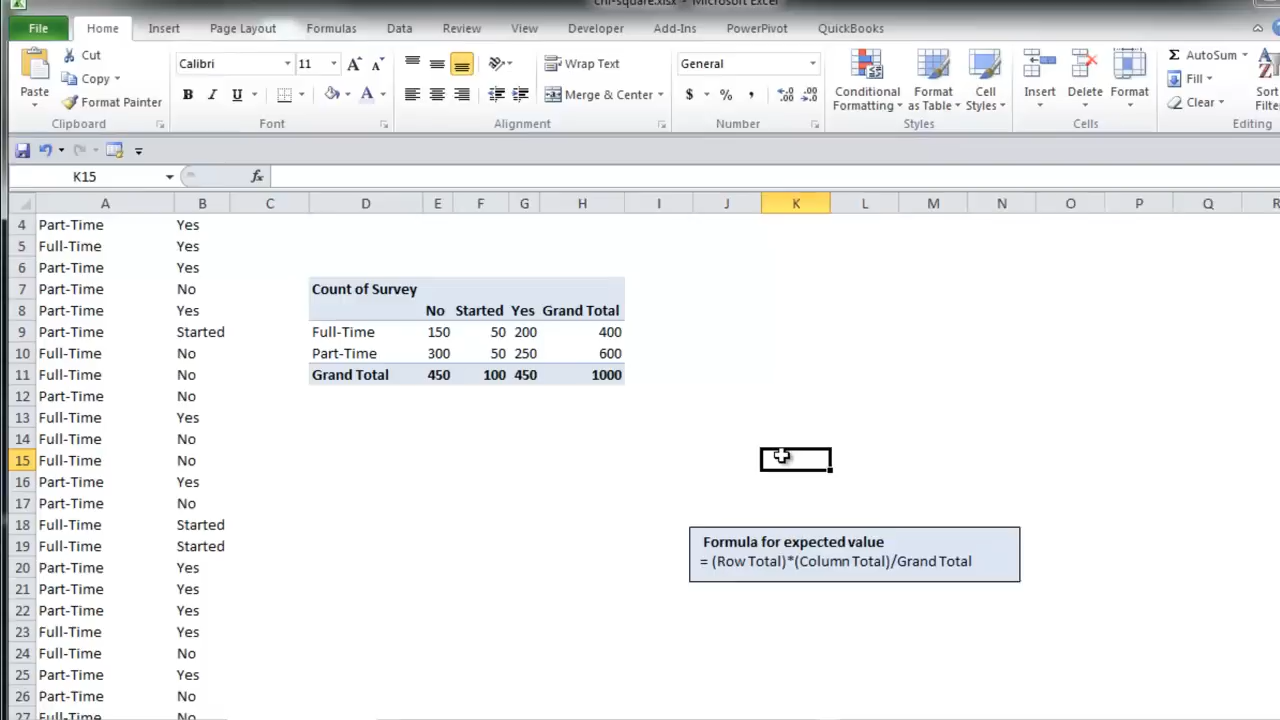 chi-square.xlsx - Microsoft Excel
File Home Insert Page Layout Formulas Data Review View Developer Add-Ins PowerPivot QuickBooks
Paste
Cut
Copy
Format Painter
Clipboard
Calibri 11
B I U
Font
Wrap Text
Merge & Center
Alignment
General
$ % ,
Number
Conditional Formatting
Format as Table
Cell Styles
Styles
Insert
Delete
Format
Cells
Σ AutoSum
Fill
Clear
Sort
Filte
Editing
K15 fx
A B C D E F G H I J K L M N O P Q R
4 Part-Time Yes
5 Full-Time Yes
6 Part-Time Yes
7 Part-Time No Count of Survey
8 Part-Time Yes No Started Yes Grand Total
9 Part-Time Started Full-Time 150 50 200 400
10 Full-Time No Part-Time 300 50 250 600
11 Full-Time No Grand Total 450 100 450 1000
12 Part-Time No
13 Full-Time Yes
14 Full-Time No
15 Full-Time No
16 Part-Time Yes
17 Part-Time No
18 Full-Time Started
19 Full-Time Started
20 Part-Time Yes
21 Part-Time Yes
22 Part-Time Yes
23 Full-Time Yes
24 Full-Time No
25 Part-Time Yes
26 Part-Time No
27 Full-Time No
Formula for expected value
= (Row Total)*(Column Total)/Grand Total